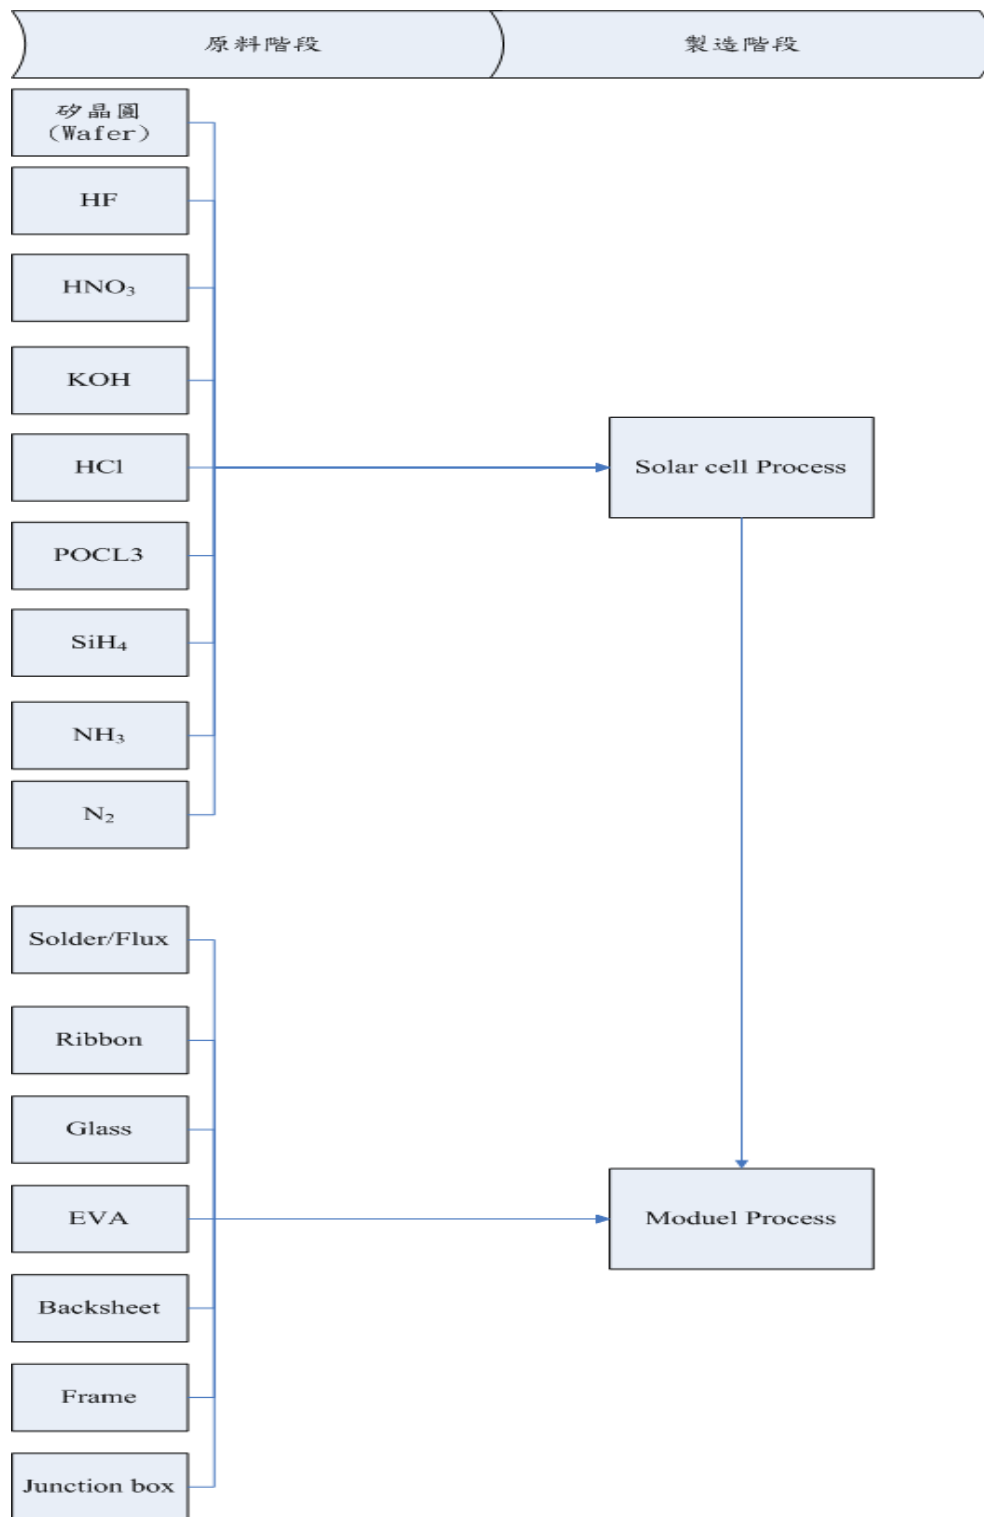 原料階段
製造階段
矽晶圓
(Wafer)
HF
HNO₃
KOH
HCl
POCL3
SiH₄
NH₃
N₂
Solar cell Process
Solder/Flux
Ribbon
Glass
EVA
Backsheet
Frame
Junction box
Moduel Process